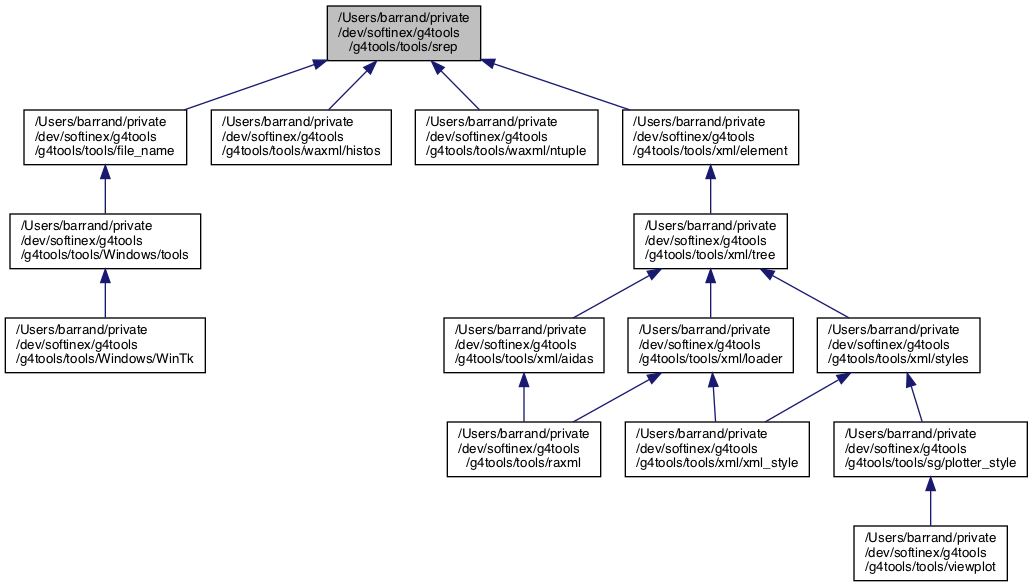 /Users/barrand/private
/dev/softinex/g4tools
/g4tools/tools/srep
/Users/barrand/private
/dev/softinex/g4tools
/g4tools/tools/file_name
/Users/barrand/private
/dev/softinex/g4tools
/g4tools/tools/waxml/histos
/Users/barrand/private
/dev/softinex/g4tools
/g4tools/tools/waxml/ntuple
/Users/barrand/private
/dev/softinex/g4tools
/g4tools/tools/xml/element
/Users/barrand/private
/dev/softinex/g4tools
/g4tools/tools/Windows/tools
/Users/barrand/private
/dev/softinex/g4tools
/g4tools/tools/xml/tree
/Users/barrand/private
/dev/softinex/g4tools
/g4tools/tools/Windows/WinTk
/Users/barrand/private
/dev/softinex/g4tools
/g4tools/tools/xml/aidas
/Users/barrand/private
/dev/softinex/g4tools
/g4tools/tools/xml/loader
/Users/barrand/private
/dev/softinex/g4tools
/g4tools/tools/xml/styles
/Users/barrand/private
/dev/softinex/g4tools
/g4tools/tools/raxml
/Users/barrand/private
/dev/softinex/g4tools
/g4tools/tools/xml/xml_style
/Users/barrand/private
/dev/softinex/g4tools
/g4tools/tools/sg/plotter_style
/Users/barrand/private
/dev/softinex/g4tools
/g4tools/tools/viewplot